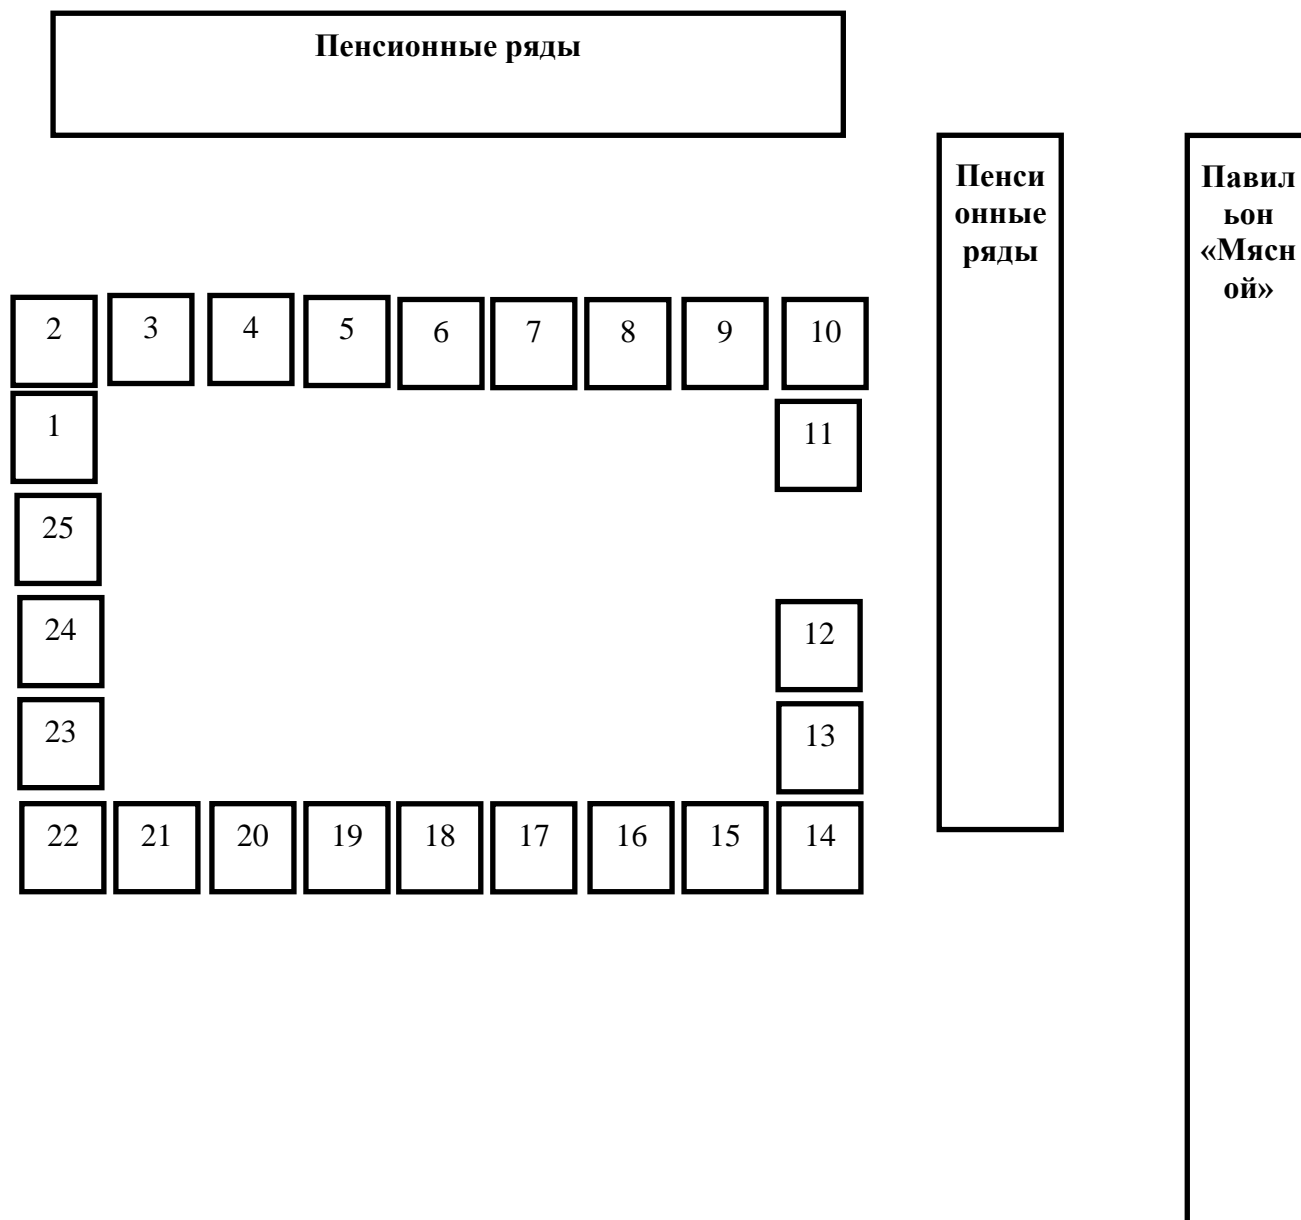 Пенсионные ряды
Пенси
онные
ряды
Павил
ьон
«Мясн
ой»
2 3 4 5 6 7 8 9 10
1 11
25
24 12
23 13
22 21 20 19 18 17 16 15 14